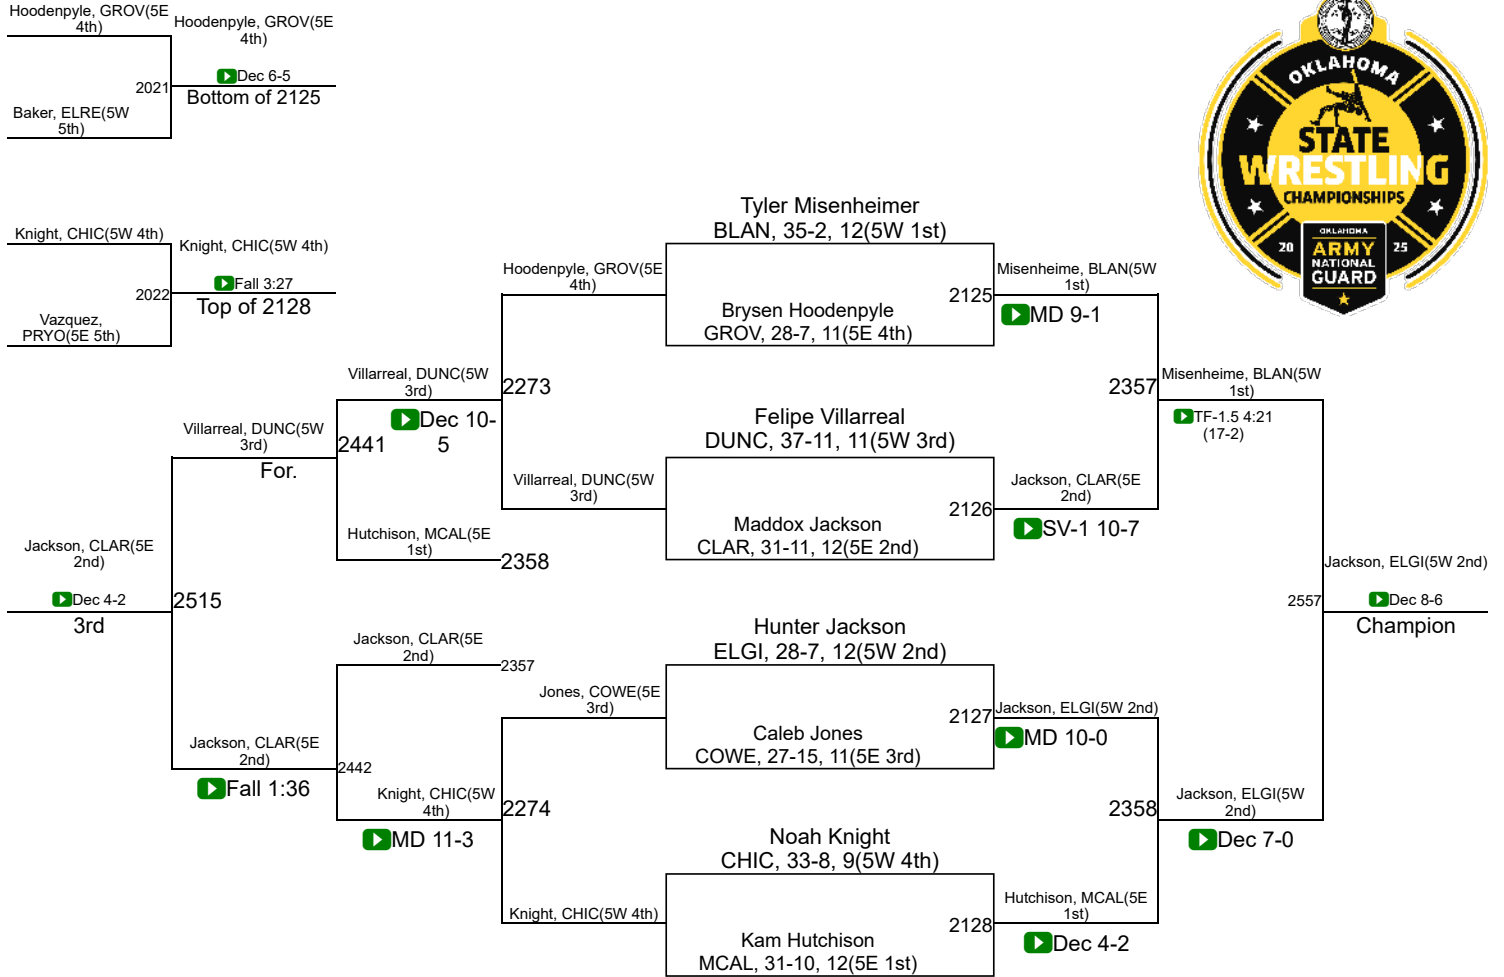 Hoodenpyle, GROV(5E
4th)
Hoodenpyle, GROV(5E
4th)
2021
Dec 6-5
Bottom of 2125
Baker, ELRE(5W
5th)
Knight, CHIC(5W 4th)
Knight, CHIC(5W 4th)
2022
Fall 3:27
Top of 2128
Vazquez,
PRYO(5E 5th)
OKLAHOMA
STATE
WRESTLING
CHAMPIONSHIPS
20
25
OKLAHOMA
ARMY
NATIONAL
GUARD
Tyler Misenheimer
BLAN, 35-2, 12(5W 1st)
Hoodenpyle, GROV(5E
4th)
2125
Brysen Hoodenpyle
GROV, 28-7, 11(5E 4th)
Misenheime, BLAN(5W
1st)
MD 9-1
Villarreal, DUNC(5W
3rd)
2273
Dec 10-
5
2357
Misenheime, BLAN(5W
1st)
TF-1.5 4:21
(17-2)
Felipe Villarreal
DUNC, 37-11, 11(5W 3rd)
Villarreal, DUNC(5W
3rd)
2441
For.
Villarreal, DUNC(5W
3rd)
2126
Maddox Jackson
CLAR, 31-11, 12(5E 2nd)
Jackson, CLAR(5E
2nd)
SV-1 10-7
Hutchison, MCAL(5E
1st)
2358
Jackson, CLAR(5E
2nd)
Dec 4-2
3rd
2515
Jackson, ELGI(5W 2nd)
2557
Dec 8-6
Champion
Hunter Jackson
ELGI, 28-7, 12(5W 2nd)
Jackson, CLAR(5E
2nd)
2357
Jones, COWE(5E
3rd)
2127
Caleb Jones
COWE, 27-15, 11(5E 3rd)
Jackson, ELGI(5W 2nd)
MD 10-0
Jackson, CLAR(5E
2nd)
2442
Fall 1:36
Knight, CHIC(5W
4th)
2274
MD 11-3
2358
Jackson, ELGI(5W
2nd)
Dec 7-0
Noah Knight
CHIC, 33-8, 9(5W 4th)
Knight, CHIC(5W 4th)
2128
Kam Hutchison
MCAL, 31-10, 12(5E 1st)
Hutchison, MCAL(5E
1st)
Dec 4-2